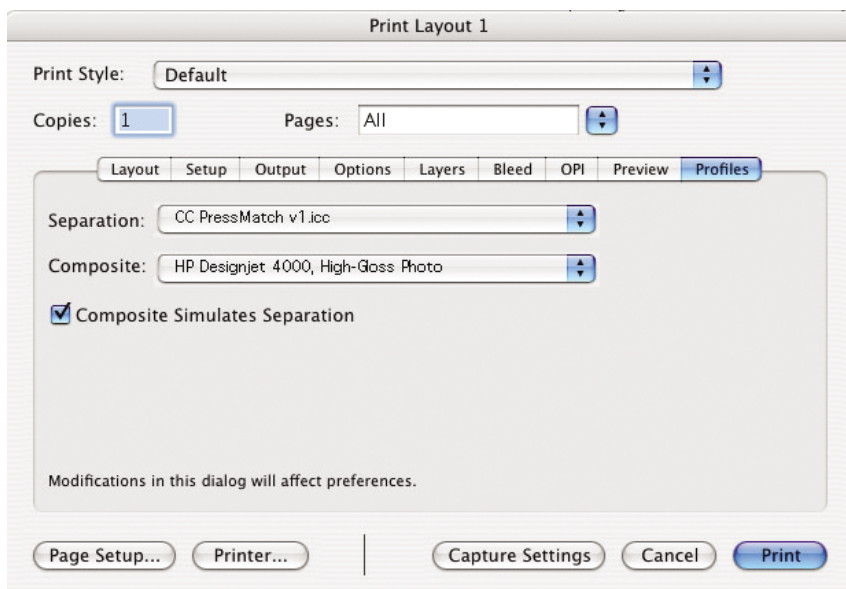 Print Layout 1
Print Style: Default
Copies: 1 Pages: All
Layout Setup Output Options Layers Bleed OPI Preview Profiles
Separation: CC PressMatch v1.icc
Composite: HP Designjet 4000, High-Gloss Photo
Composite Simulates Separation
Modifications in this dialog will affect preferences.
Page Setup... Printer... Capture Settings Cancel Print